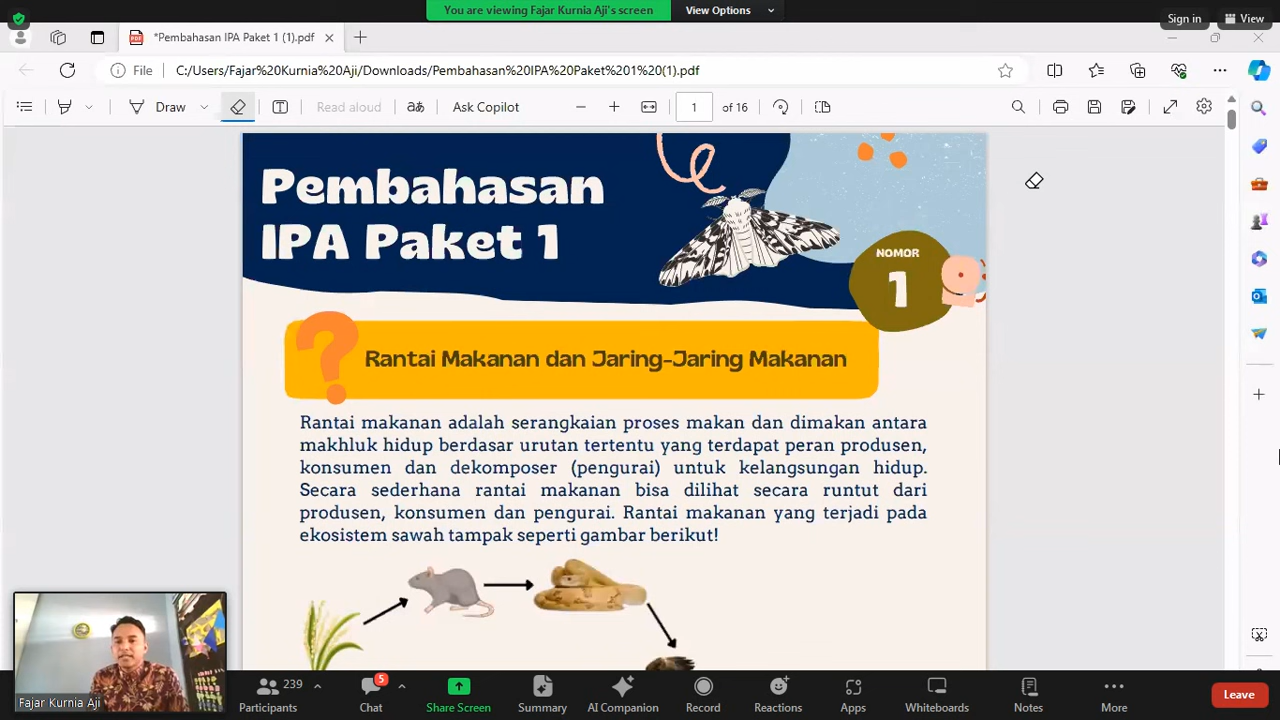 You are viewing Fajar Kurnia Aji's screen
View Options
Sign in
View
*Pembahasan IPA Paket 1 (1).pdf
File
C:/Users/Fajar%20Kurnia%20Aji/Downloads/Pembahasan%20IPA%20Paket%201%20(1).pdf
Draw
Read aloud
aあ
Ask Copilot
1
of 16
Pembahasan
IPA Paket 1
NOMOR
1
?
Rantai Makanan dan Jaring-Jaring Makanan
Rantai makanan adalah serangkaian proses makan dan dimakan antara
makhluk hidup berdasar urutan tertentu yang terdapat peran produsen,
konsumen dan dekomposer (pengurai) untuk kelangsungan hidup.
Secara sederhana rantai makanan bisa dilihat secara runtut dari
produsen, konsumen dan pengurai. Rantai makanan yang terjadi pada
ekosistem sawah tampak seperti gambar berikut!
Fajar Kurnia Aji
239
Participants
5
Chat
Share Screen
Summary
AI Companion
Record
Reactions
Apps
Whiteboards
Notes
More
Leave